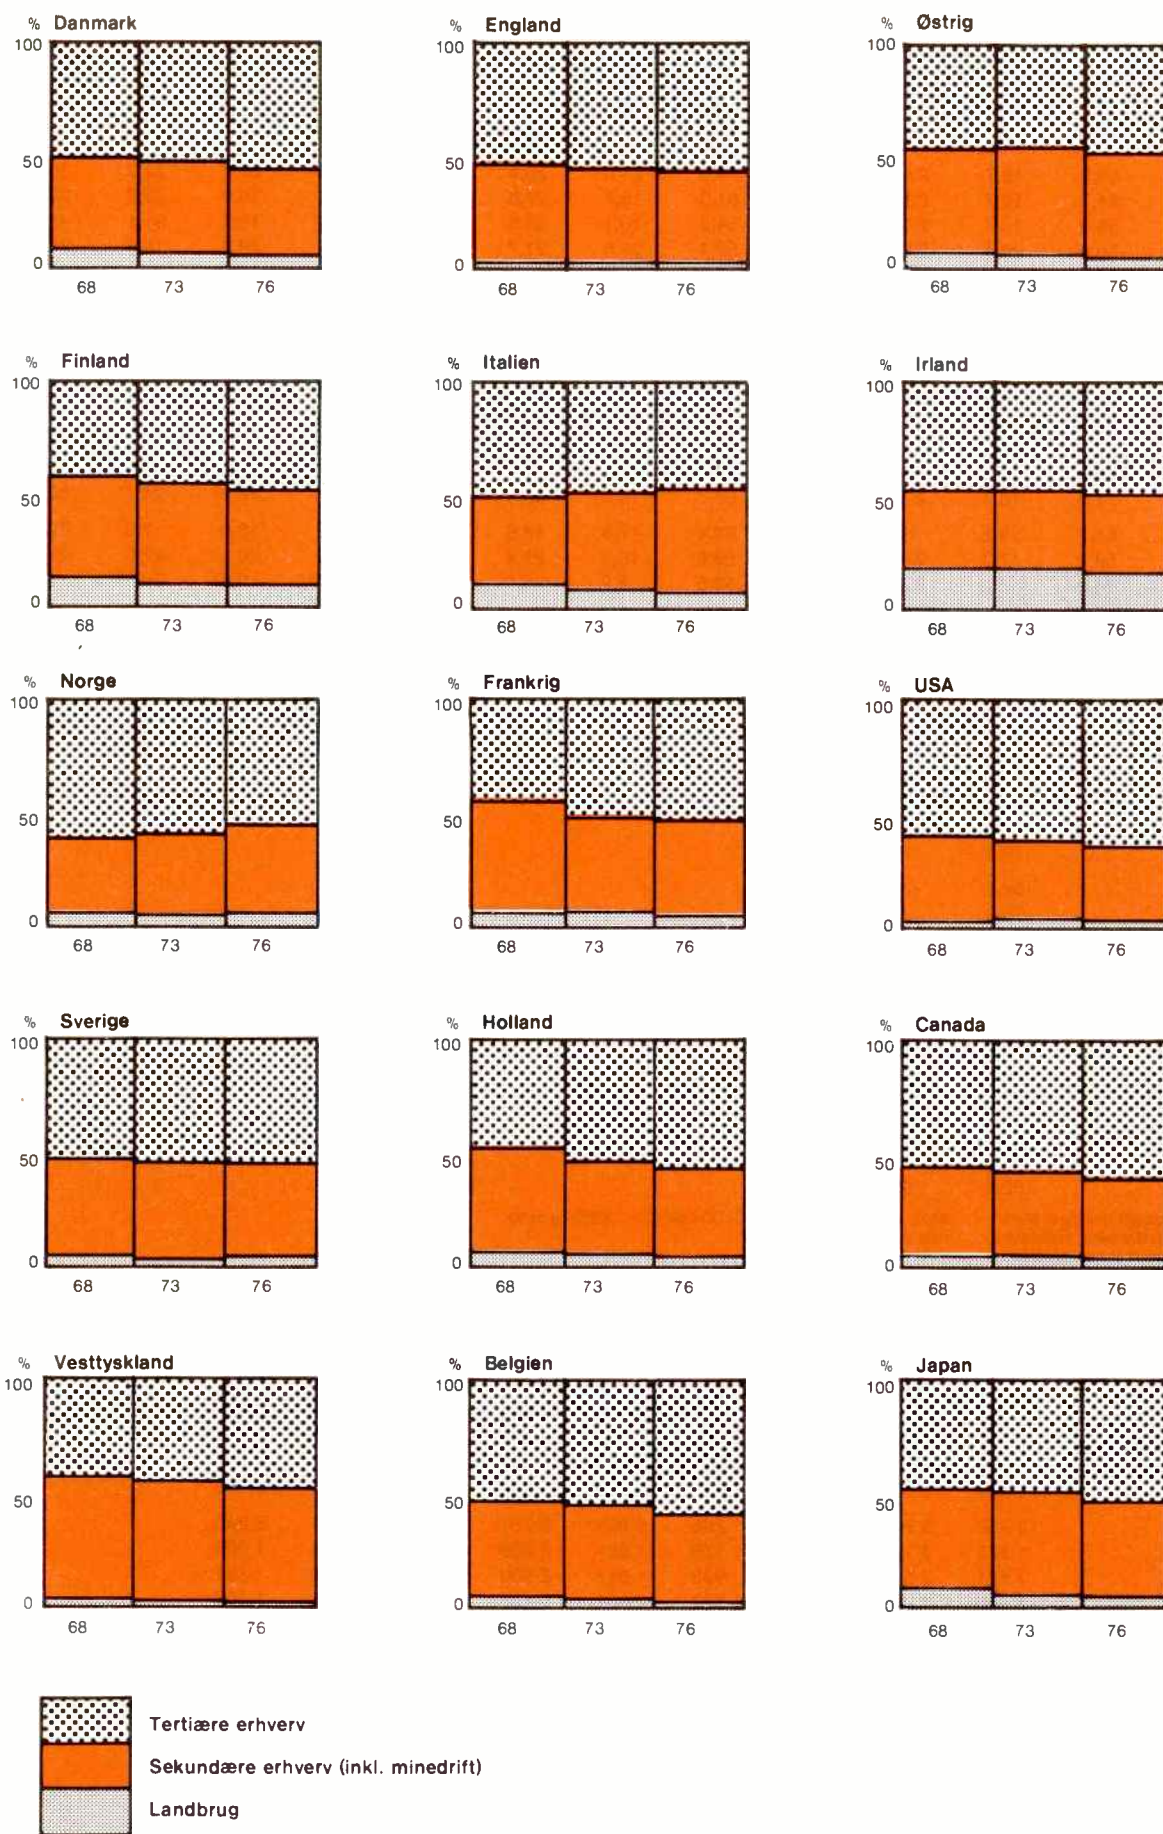 % Danmark
100
50
0
68 73 76
% England
100
50
0
68 73 76
% Østrig
100
50
0
68 73 76
% Finland
100
50
0
68 73 76
% Italien
100
50
0
68 73 76
% Irland
100
50
0
68 73 76
% Norge
100
50
0
68 73 76
% Frankrig
100
50
0
68 73 76
% USA
100
50
0
68 73 76
% Sverige
100
50
0
68 73 76
% Holland
100
50
0
68 73 76
% Canada
100
50
0
68 73 76
% Vesttyskland
100
50
0
68 73 76
% Belgien
100
50
0
68 73 76
% Japan
100
50
0
68 73 76
Tertiære erhverv
Sekundære erhverv (inkl. minedrift)
Landbrug